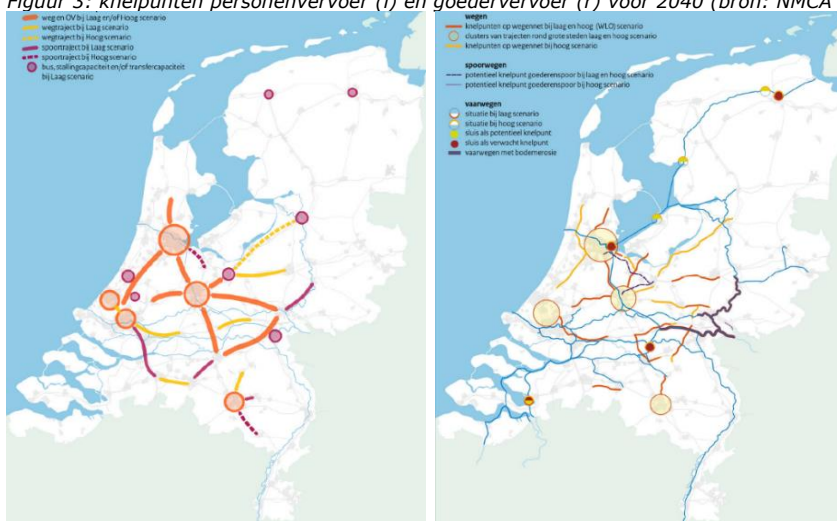 Figuur 3: knelpunten personenvervoer (l) en goedervervoer (r) voor 2040 (bron: NMCA
weg en OV bij Laag en/of Hoog scenario
wegtraject bij Laag scenario
wegtraject bij Hoog scenario
spoortraject bij Laag scenario
spoortraject bij Hoog scenario
bus, stallingscapaciteit en/of transfercapaciteit
bij Laag scenario
wegen
knelpunten op wegennet bij laag en hoog (WLO) scenario
clusters van trajecten rond grote steden laag en hoog scenario
knelpunten op wegennet bij hoog scenario
spoorwegen
potentieel knelpunt goederenspoor bij laag en hoog scenario
potentieel knelpunt goederenspoor bij hoog scenario
vaarwegen
situatie bij laag scenario
situatie bij hoog scenario
sluis als potentieel knelpunt
sluis als verwacht knelpunt
vaarwegen met bodemerosie